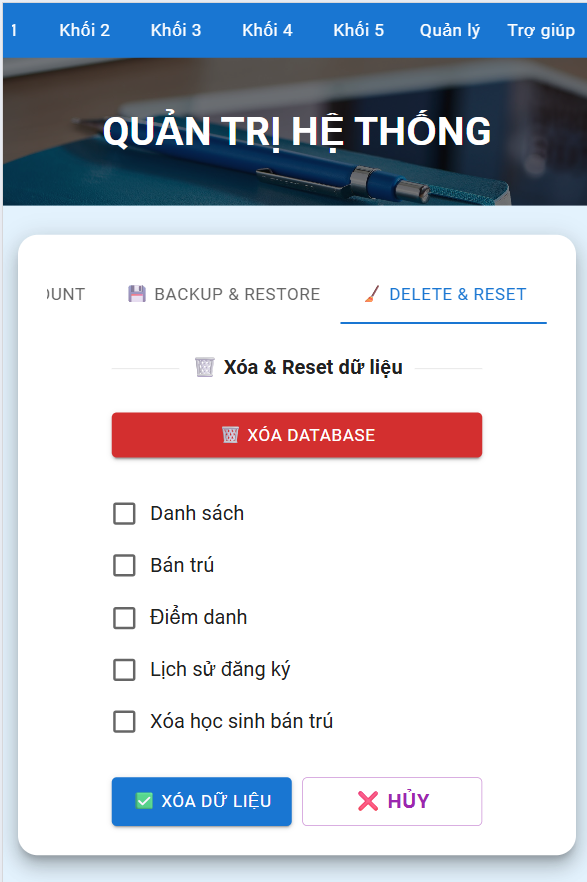 1 Khối 2 Khối 3 Khối 4 Khối 5 Quản lý Trợ giúp
QUẢN TRỊ HỆ THỐNG
OUNT BACKUP & RESTORE DELETE & RESET
Xóa & Reset dữ liệu
XÓA DATABASE
Danh sách
Bán trú
Điểm danh
Lịch sử đăng ký
Xóa học sinh bán trú
XÓA DỮ LIỆU HỦY